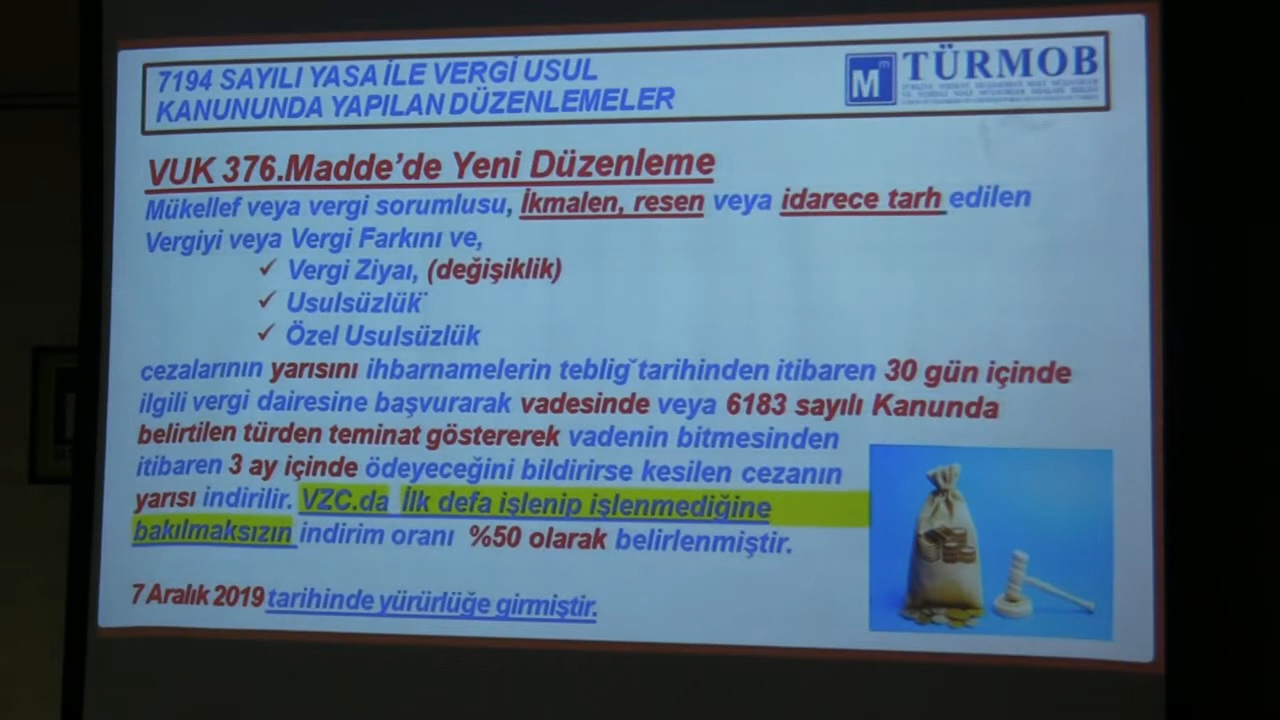 7194 SAYILI YASA İLE VERGİ USUL
KANUNUNDA YAPILAN DÜZENLEMELER
TÜRMOB
VUK 376.Madde'de Yeni Düzenleme
Mükellef veya vergi sorumlusu, İkmalen, resen veya idarece tarh edilen
Vergiyi veya Vergi Farkını ve,
✓ Vergi Ziyaı, (değişiklik)
✓ Usulsüzlük
✓ Özel Usulsüzlük
cezalarının yarısını ihbarnamelerin tebliğ tarihinden itibaren 30 gün içinde
ilgili vergi dairesine başvurarak vadesinde veya 6183 sayılı Kanunda
belirtilen türden teminat göstererek vadenin bitmesinden
itibaren 3 ay içinde ödeyeceğini bildirirse kesilen cezanın
yarısı indirilir. VZC.da İlk defa işlenip işlenmediğine
bakılmaksızın indirim oranı %50 olarak belirlenmiştir.
7 Aralık 2019 tarihinde yürürlüğe girmiştir.